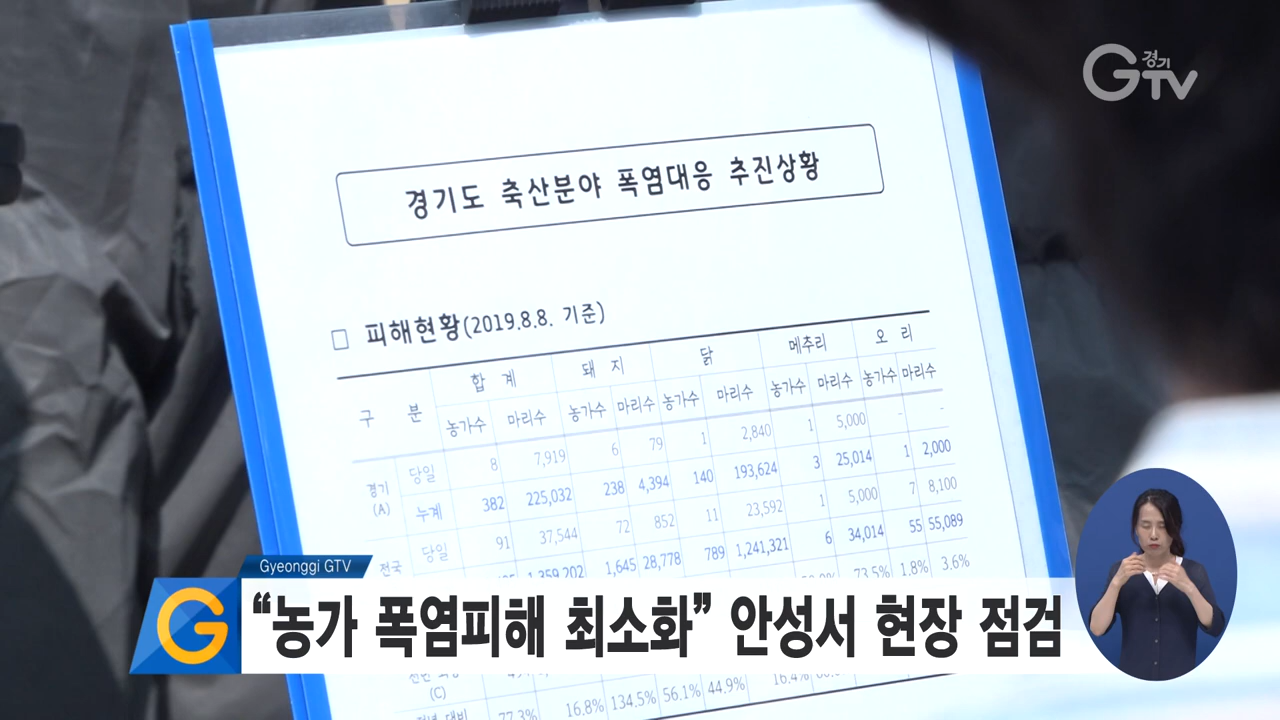 경기
GTV
경기도 축산분야 폭염대응 추진상황
□ 피해현황(2019.8.8. 기준)
구 분 합 계 돼 지 닭 메추리 오 리
농가수 마리수 농가수 마리수 농가수 마리수 농가수 마리수 농가수 마리수
경기 (A) 당일 8 7,919 6 79 1 2,840 1 5,000 - -
누계 382 225,032 238 4,394 140 193,624 3 25,014 1 2,000
전국 당일 91 37,544 72 852 11 23,592 1 5,000 7 8,100
1,359,202 1,645 28,778 789 1,241,321 6 34,014 55 55,089
73.5% 1.8% 3.6%
Gyeonggi GTV
G
“농가 폭염피해 최소화” 안성서 현장 점검
(C)
77.3% 16.8% 134.5% 56.1% 44.9% 16.4%